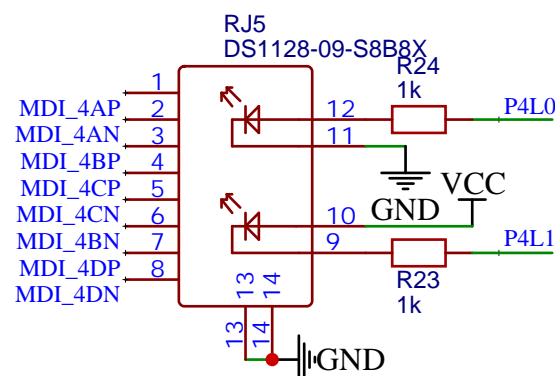 RJ5
DS1128-09-S8B8X
R24
1k
1
MDI_4AP
2
MDI_4AN
3
MDI_4BP
4
MDI_4CP
5
MDI_4CN
6
MDI_4BN
7
MDI_4DP
8
MDI_4DN
12
P4L0
11
GND
VCC
10
9
P4L1
R23
1k
13
14
13
14
GND